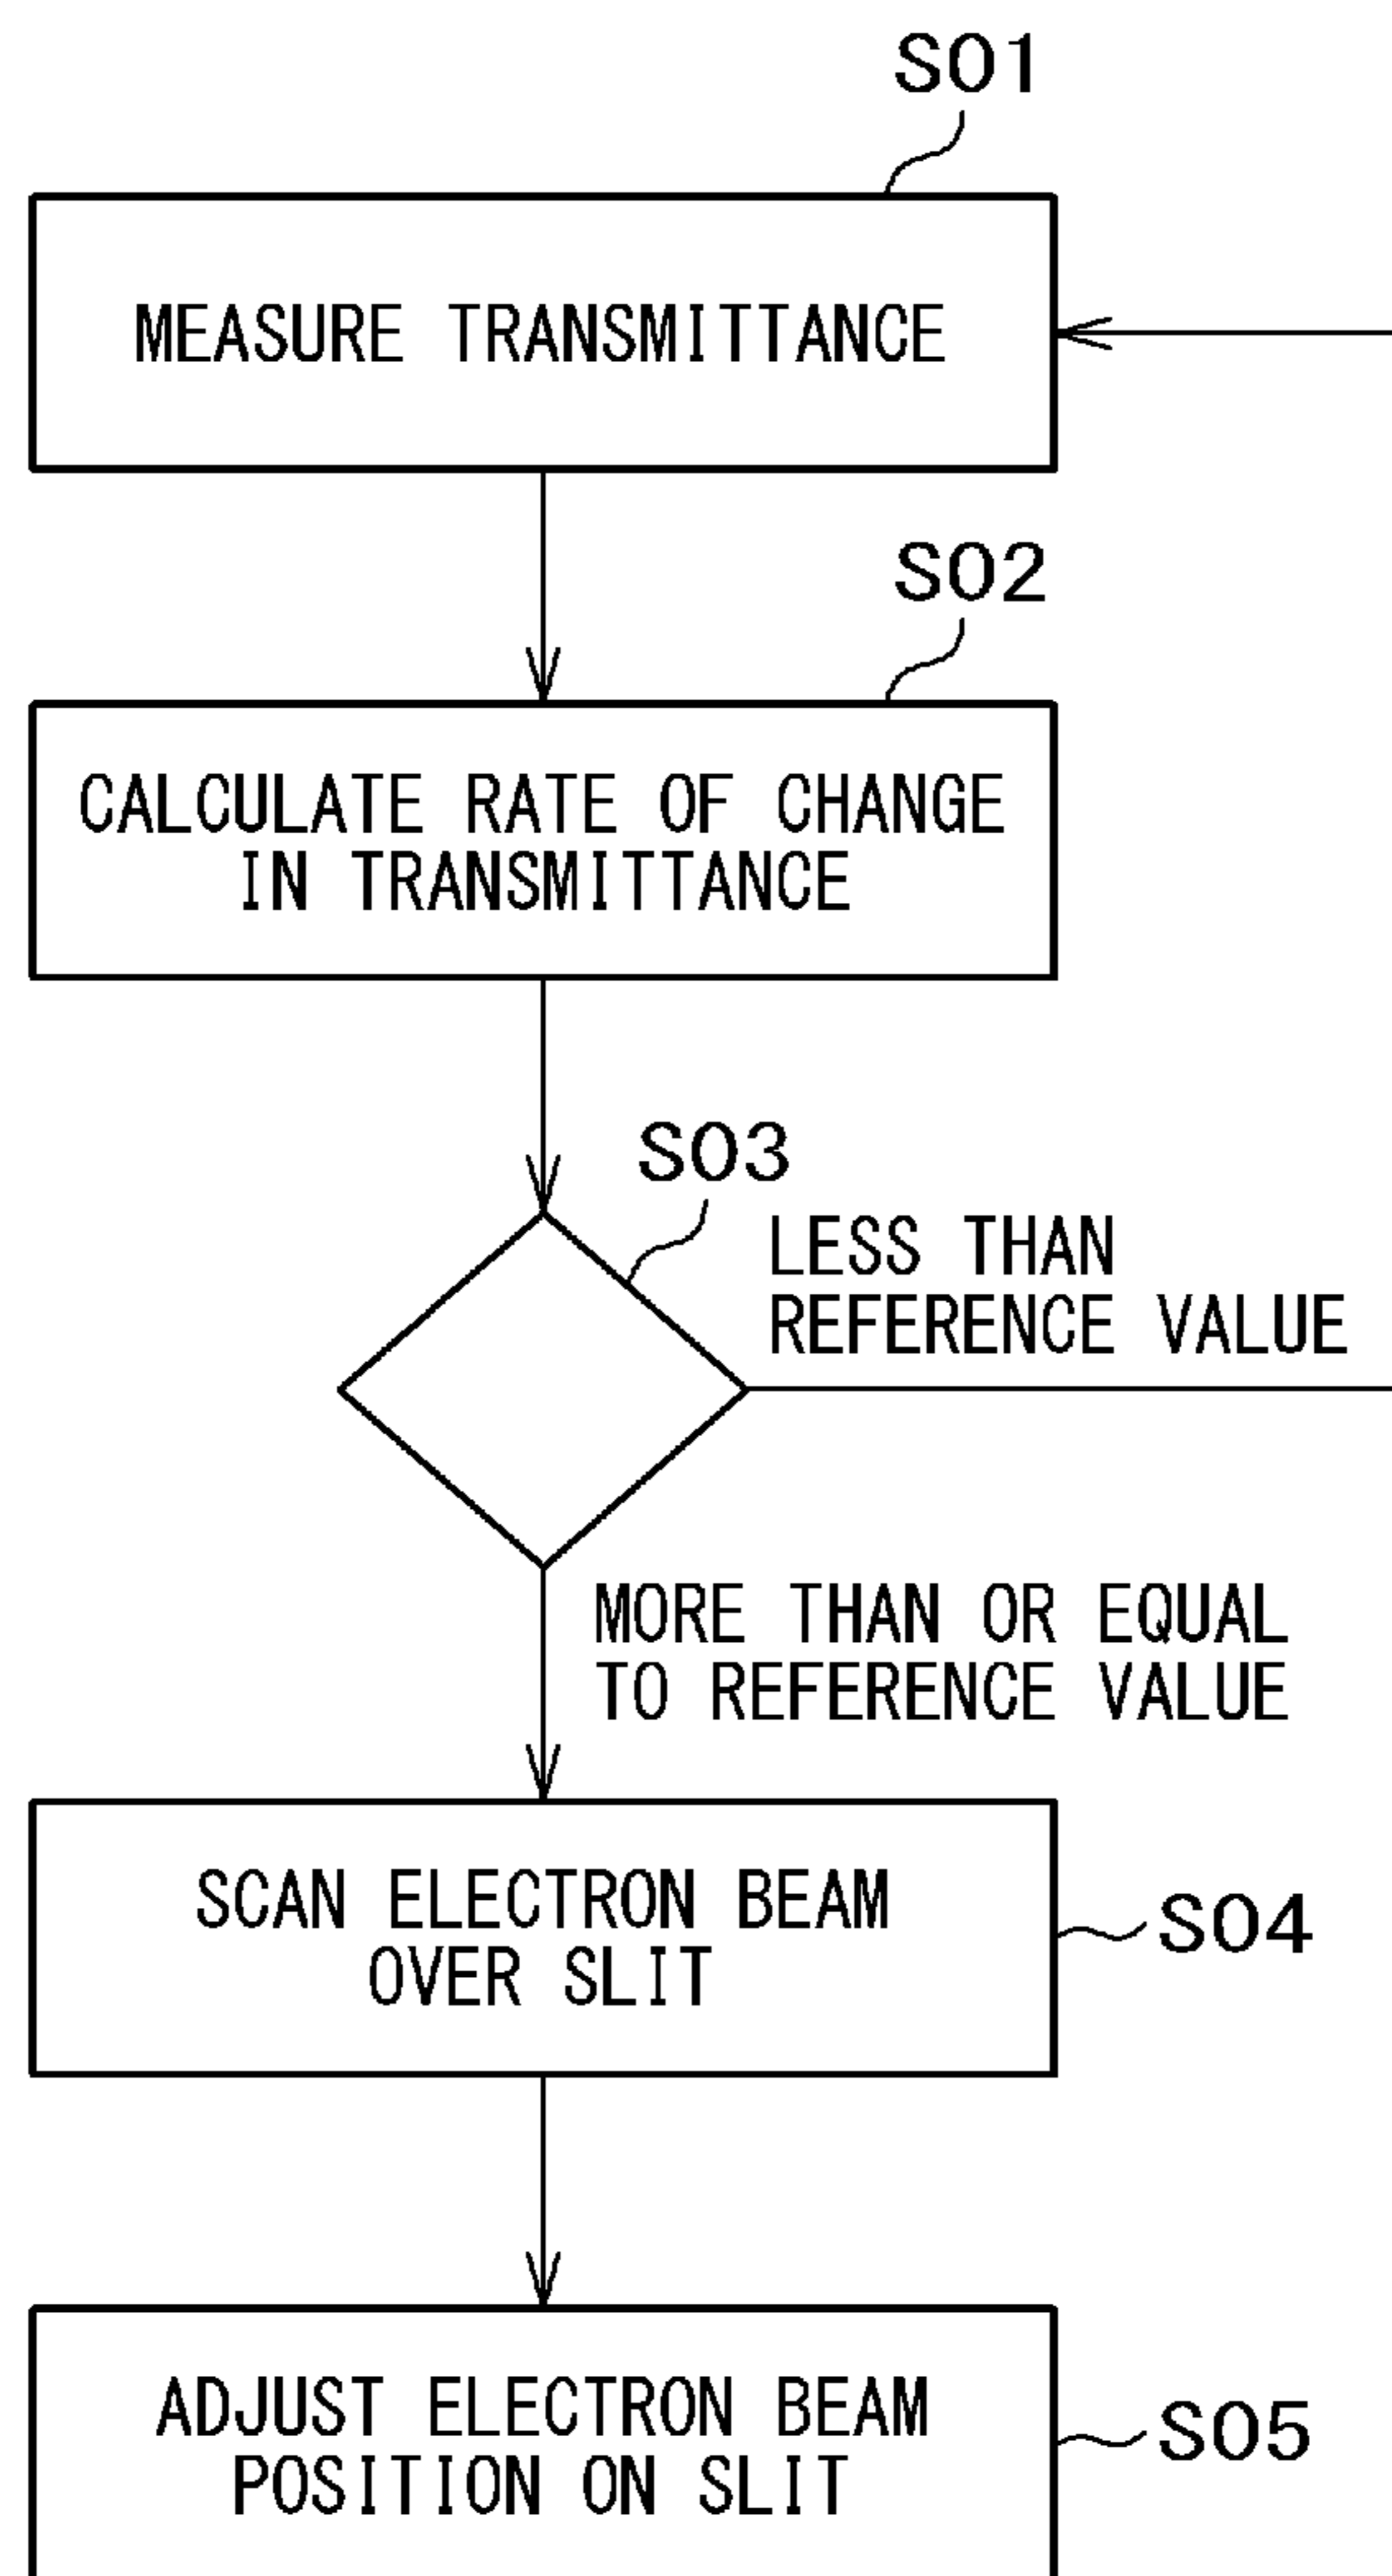 S01
MEASURE TRANSMITTANCE
S02
CALCULATE RATE OF CHANGE
IN TRANSMITTANCE
S03
LESS THAN
REFERENCE VALUE
MORE THAN OR EQUAL
TO REFERENCE VALUE
SCAN ELECTRON BEAM
OVER SLIT
S04
ADJUST ELECTRON BEAM
POSITION ON SLIT
S05